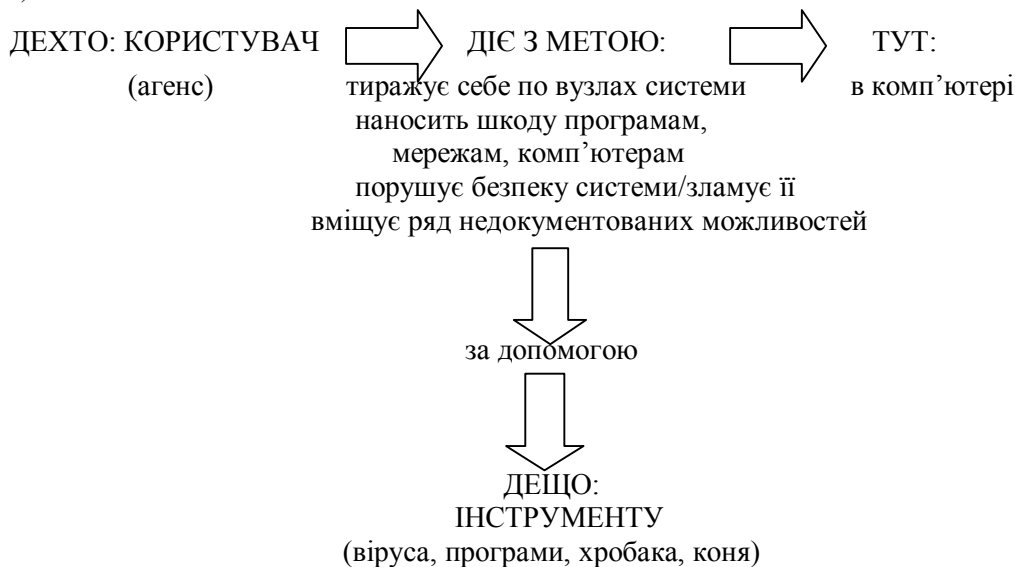 ДЕХТО: КОРИСТУВАЧ ДІЄ З МЕТОЮ: ТУТ:
(агенс) тиражує себе по вузлах системи в комп’ютері
наносить шкоду програмам,
мережам, комп’ютерам
порушує безпеку системи/зламує її
вміщує ряд недокументованих можливостей
за допомогою
ДЕЩО:
ІНСТРУМЕНТУ
(віруса, програми, хробака, коня)